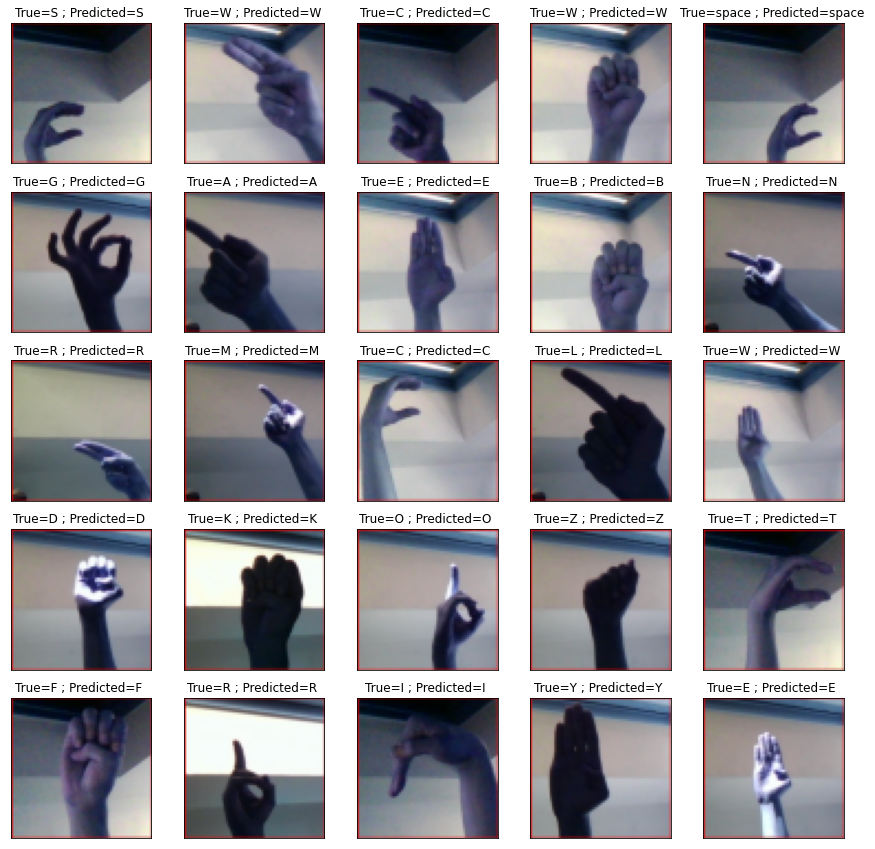 True=S ; Predicted=S
True=W ; Predicted=W
True=C ; Predicted=C
True=W ; Predicted=W
True=space ; Predicted=space
True=G ; Predicted=G
True=A ; Predicted=A
True=E ; Predicted=E
True=B ; Predicted=B
True=N ; Predicted=N
True=R ; Predicted=R
True=M ; Predicted=M
True=C ; Predicted=C
True=L ; Predicted=L
True=W ; Predicted=W
True=D ; Predicted=D
True=K ; Predicted=K
True=O ; Predicted=O
True=Z ; Predicted=Z
True=T ; Predicted=T
True=F ; Predicted=F
True=R ; Predicted=R
True=I ; Predicted=I
True=Y ; Predicted=Y
True=E ; Predicted=E